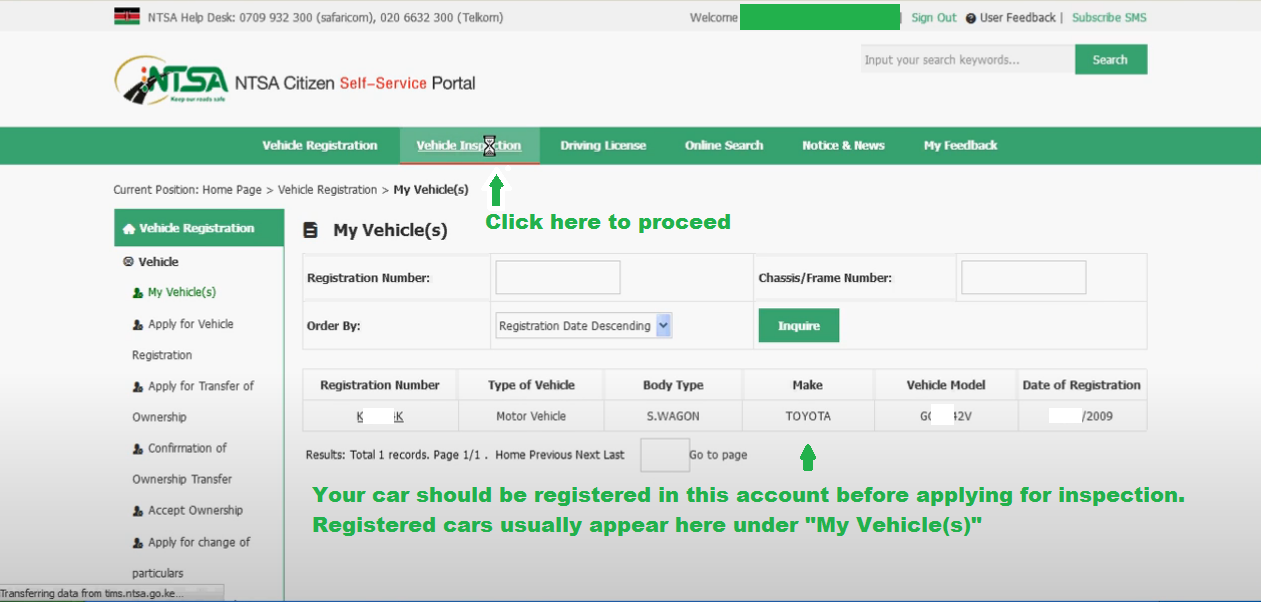 NTSA Help Desk: 0709 932 300 (safaricom), 020 6632 300 (Telkom)
Welcome | Sign Out User Feedback | Subscribe SMS
NTSA
Keep our roads safe
NTSA Citizen Self-Service Portal
Input your search keywords...
Search
Vehicle Registration Vehicle Inspection Driving License Online Search Notice & News My Feedback
Current Position: Home Page > Vehicle Registration > My Vehicle(s)
Click here to proceed
Vehicle Registration
Vehicle
My Vehicle(s)
Apply for Vehicle
Registration
Apply for Transfer of
Ownership
Confirmation of
Ownership Transfer
Accept Ownership
Apply for change of
particulars
My Vehicle(s)
Registration Number:
Chassis/Frame Number:
Order By:
Registration Date Descending
Inquire
Registration Number Type of Vehicle Body Type Make Vehicle Model Date of Registration
Motor Vehicle S.WAGON TOYOTA /2009
Results: Total 1 records. Page 1/1 . Home Previous Next Last Go to page
Your car should be registered in this account before applying for inspection.
Registered cars usually appear here under "My Vehicle(s)"
Transferring data from tims.ntsa.go.ke...